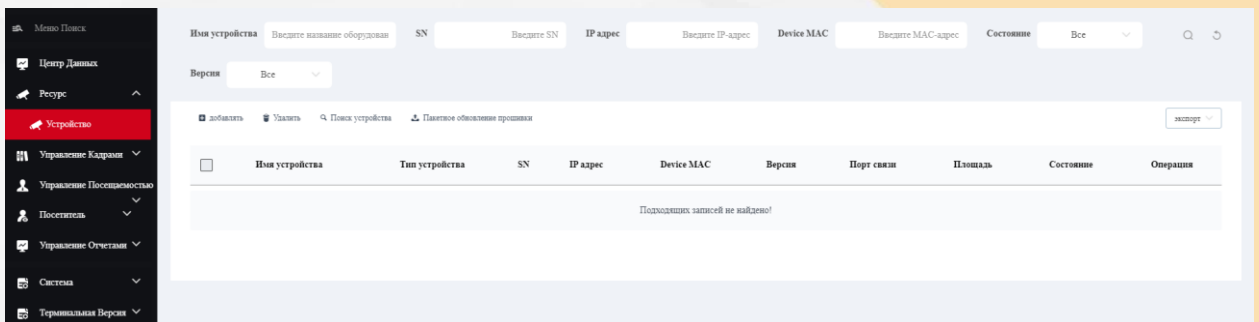 Меню Поиск
Центр Данных
Ресурс
Устройство
Управление Кадрами
Управление Посещаемостью
Посетитель
Управление Отчетами
Система
Терминальная Версия
Имя устройства Введите название оборудован SN Введите SN IP адрес Введите IP-адрес Device MAC Введите MAC-адрес Состояние Все
Версия Все
добавлять Удалить Поиск устройства Пакетное обновление прошивки экспорт
Имя устройства Тип устройства SN IP адрес Device MAC Версия Порт связи Площадь Состояние Операция
Подходящих записей не найдено!